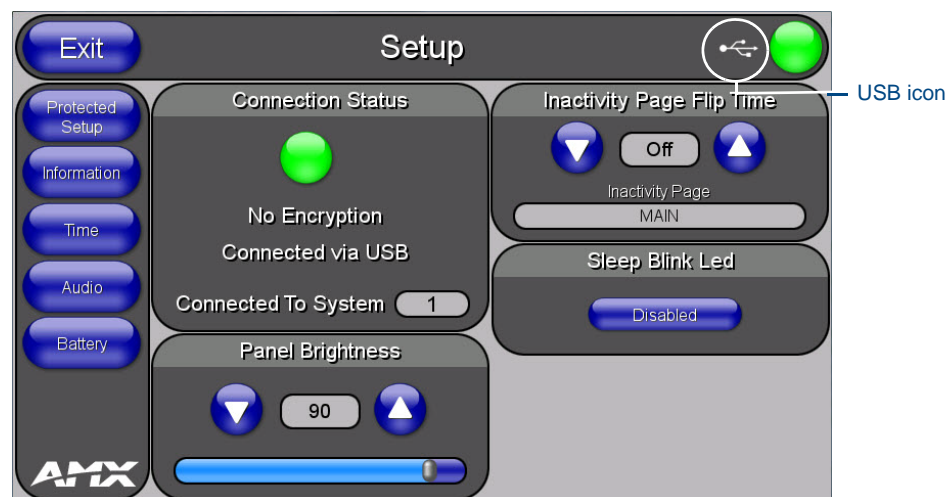 Exit
Setup
USB icon
Protected
Setup
Information
Time
Audio
Battery
AMX
Connection Status
No Encryption
Connected via USB
Connected To System 1
Panel Brightness
90
Inactivity Page Flip Time
Off
Inactivity Page
MAIN
Sleep Blink Led
Disabled